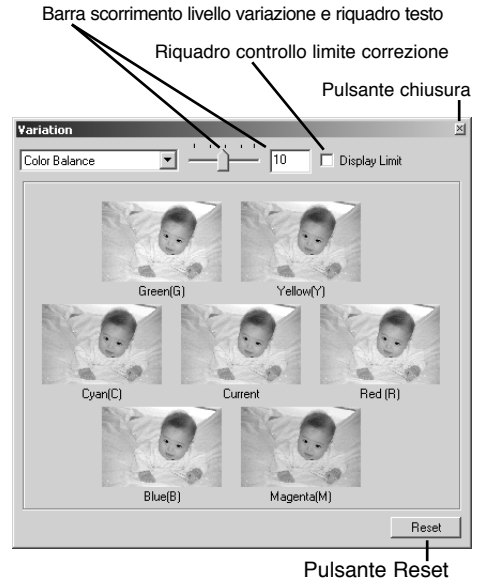 Barra scorrimento livello variazione e riquadro testo
Riquadro controllo limite correzione
Pulsante chiusura
Variation
Color Balance 10 Display Limit
Green(G) Yellow(Y)
Cyan(C) Current Red (R)
Blue(B) Magenta(M)
Reset
Pulsante Reset